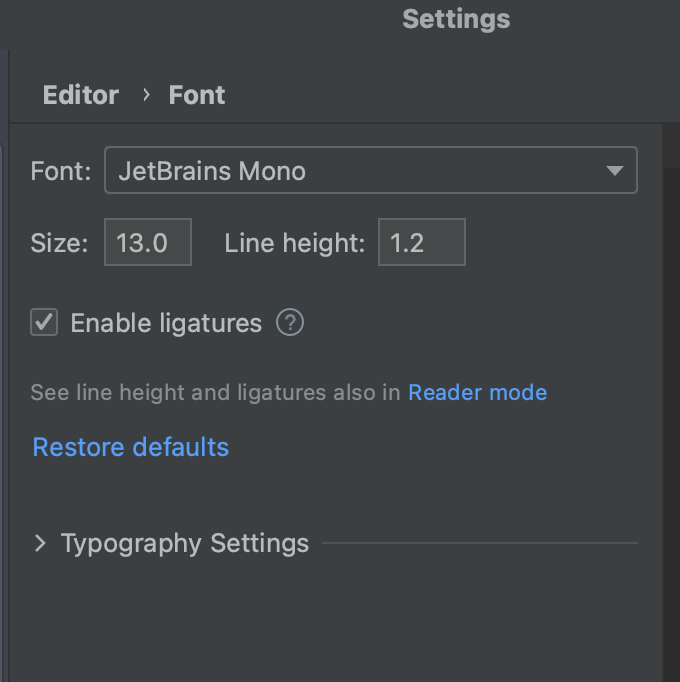 Settings
Editor › Font
Font: JetBrains Mono
Size: 13.0 Line height: 1.2
Enable ligatures ?
See line height and ligatures also in Reader mode
Restore defaults
Typography Settings